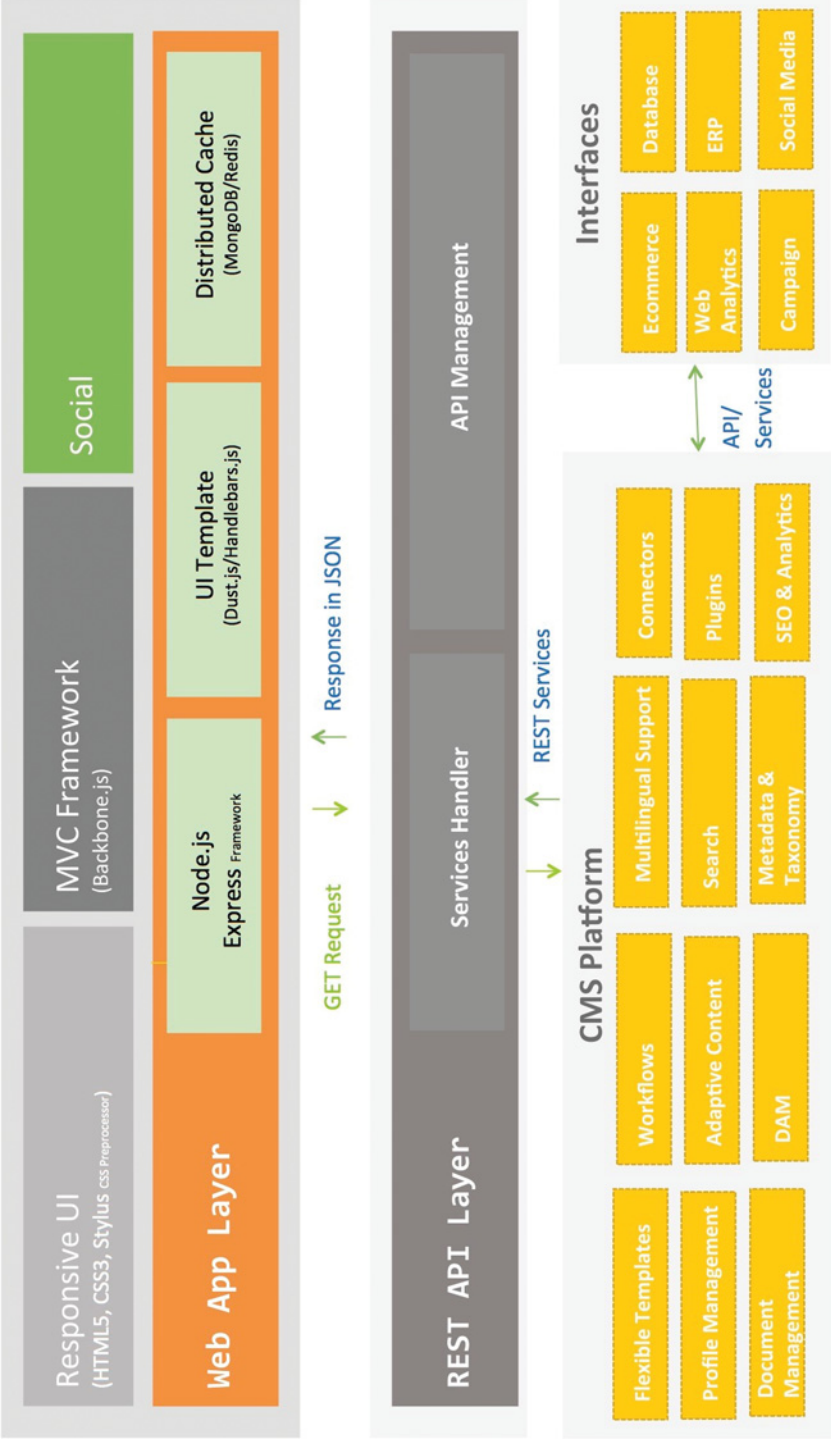 Responsive UI
(HTML5, CSS3, Stylus CSS Preprocessor)
MVC Framework
(Backbone.js)
Social
Web App Layer
Node.js
Express Framework
UI Template
(Dust.js/Handlebars.js)
Distributed Cache
(MongoDB/Redis)
GET Request
Response in JSON
REST API Layer
Services Handler
API Management
REST Services
CMS Platform
Flexible Templates
Workflows
Multilingual Support
Connectors
Profile Management
Adaptive Content
Search
Plugins
Document
Management
DAM
Metadata &
Taxonomy
SEO & Analytics
API/
Services
Interfaces
Ecommerce
Database
Web
Analytics
ERP
Campaign
Social Media